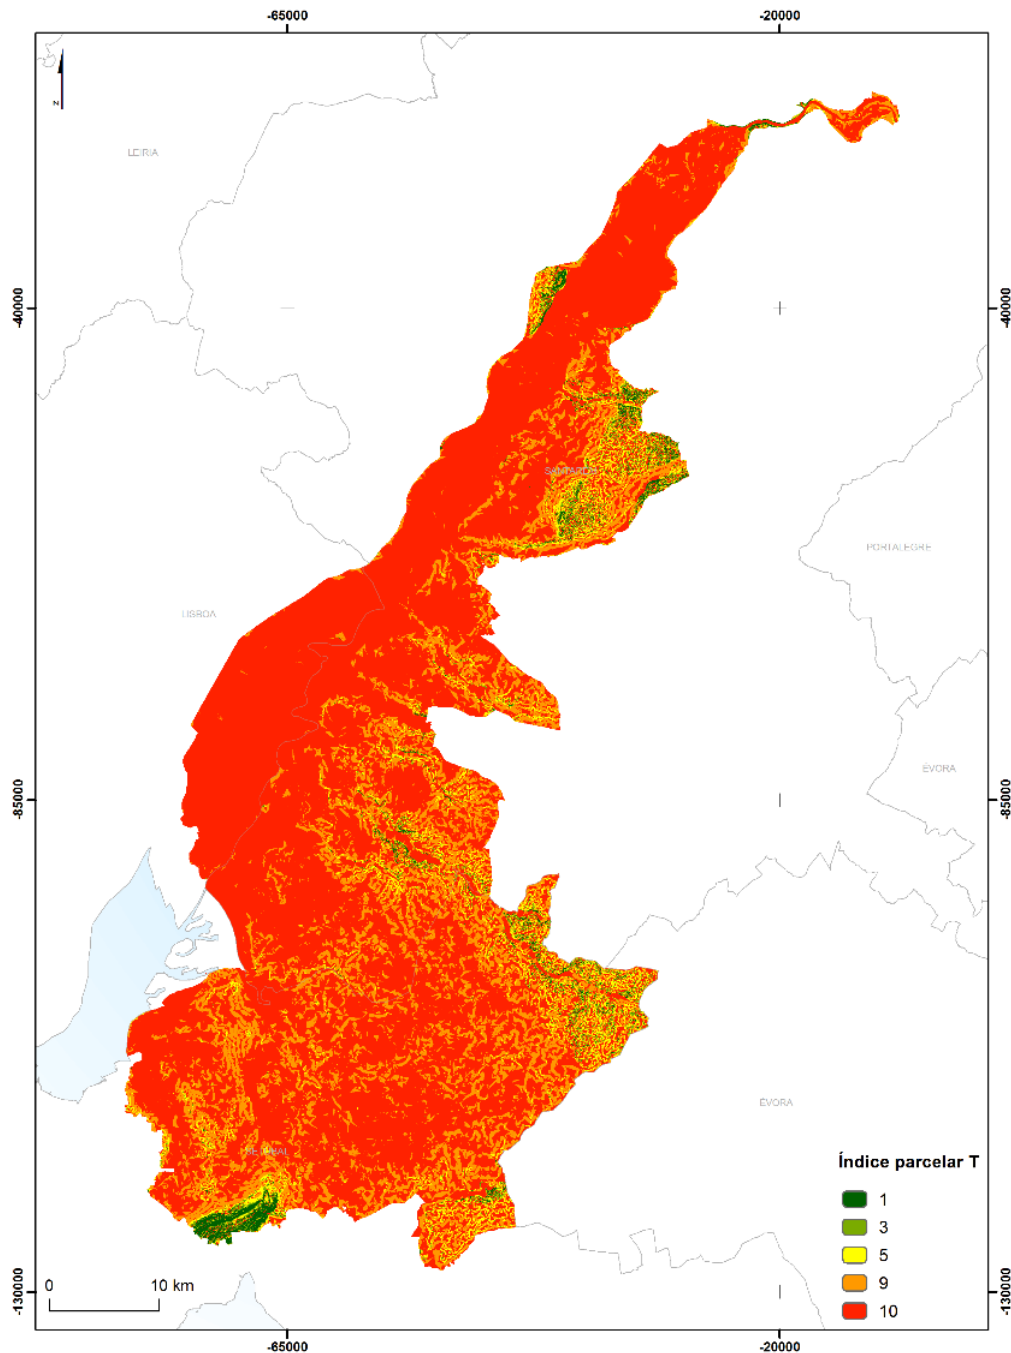 -65000
-20000
N
LEIRIA
-40000
-40000
SANTARÉM
PORTALEGRE
LISBOA
ÉVORA
-85000
-85000
ÉVORA
SETÚBAL
Índice parcelar T
1
3
5
9
10
0
10 km
-130000
-130000
-65000
-20000